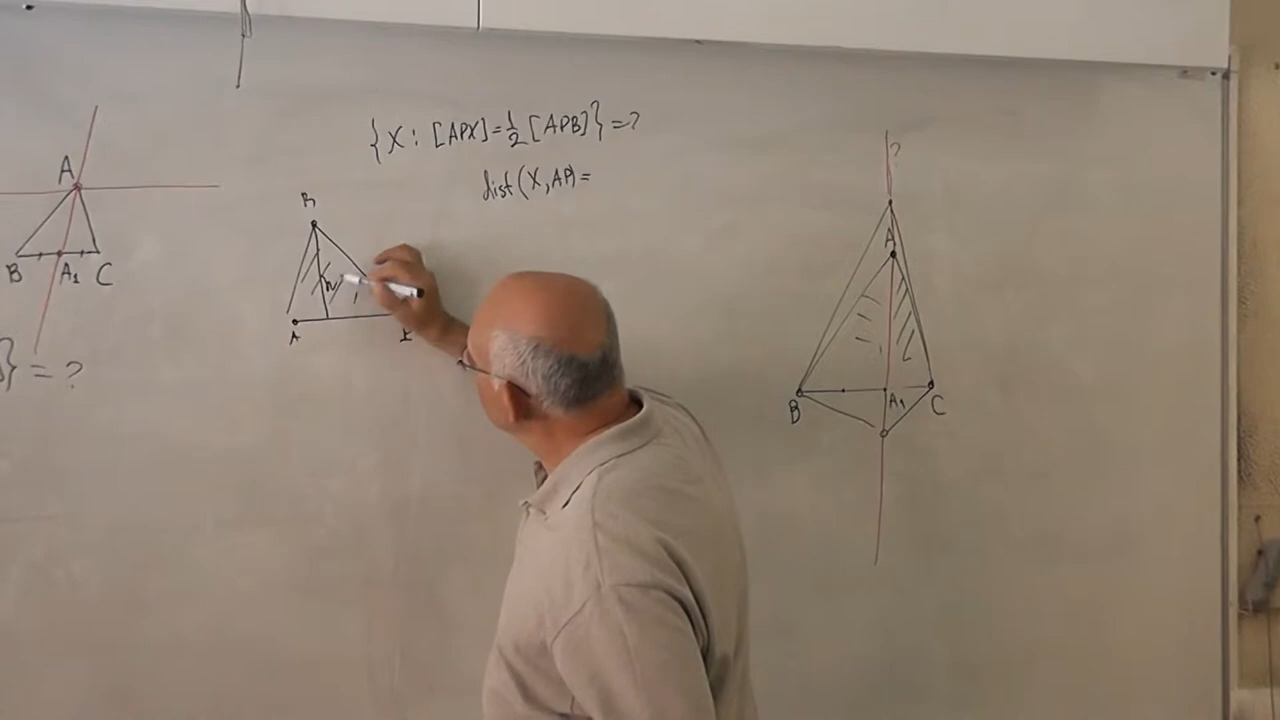 {X : [APX] = 1/2 [APB]} = ?
dist(X, AP) =
A
B A₁ C
} = ?
B
h
A
?
A
B A₁ C